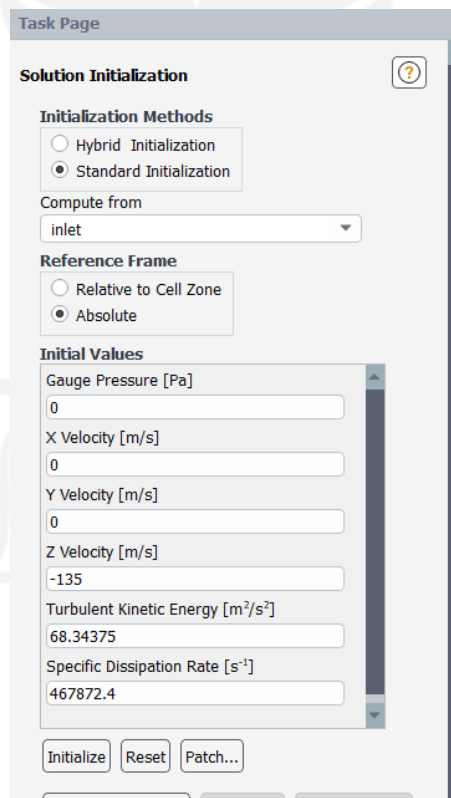 Task Page
Solution Initialization
?
Initialization Methods
Hybrid Initialization
Standard Initialization
Compute from
inlet
Reference Frame
Relative to Cell Zone
Absolute
Initial Values
Gauge Pressure [Pa]
0
X Velocity [m/s]
0
Y Velocity [m/s]
0
Z Velocity [m/s]
-135
Turbulent Kinetic Energy [m²/s²]
68.34375
Specific Dissipation Rate [s⁻¹]
467872.4
Initialize Reset Patch...